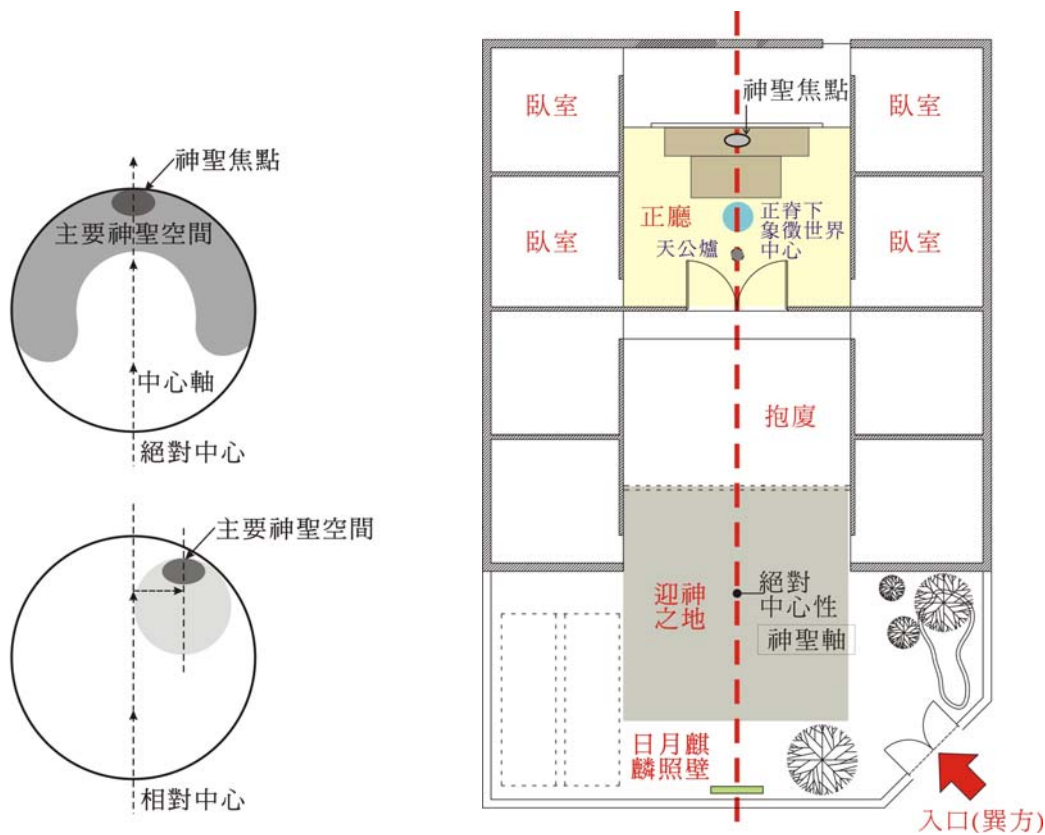 神聖焦點
主要神聖空間
中心軸
絕對中心
主要神聖空間
相對中心
臥室
神聖焦點
臥室
臥室
正廳
正脊下
象徵世界
中心
天公爐
臥室
抱廈
迎神
之地
絕對
中心性
神聖軸
日月麒
麟照壁
入口(巽方)